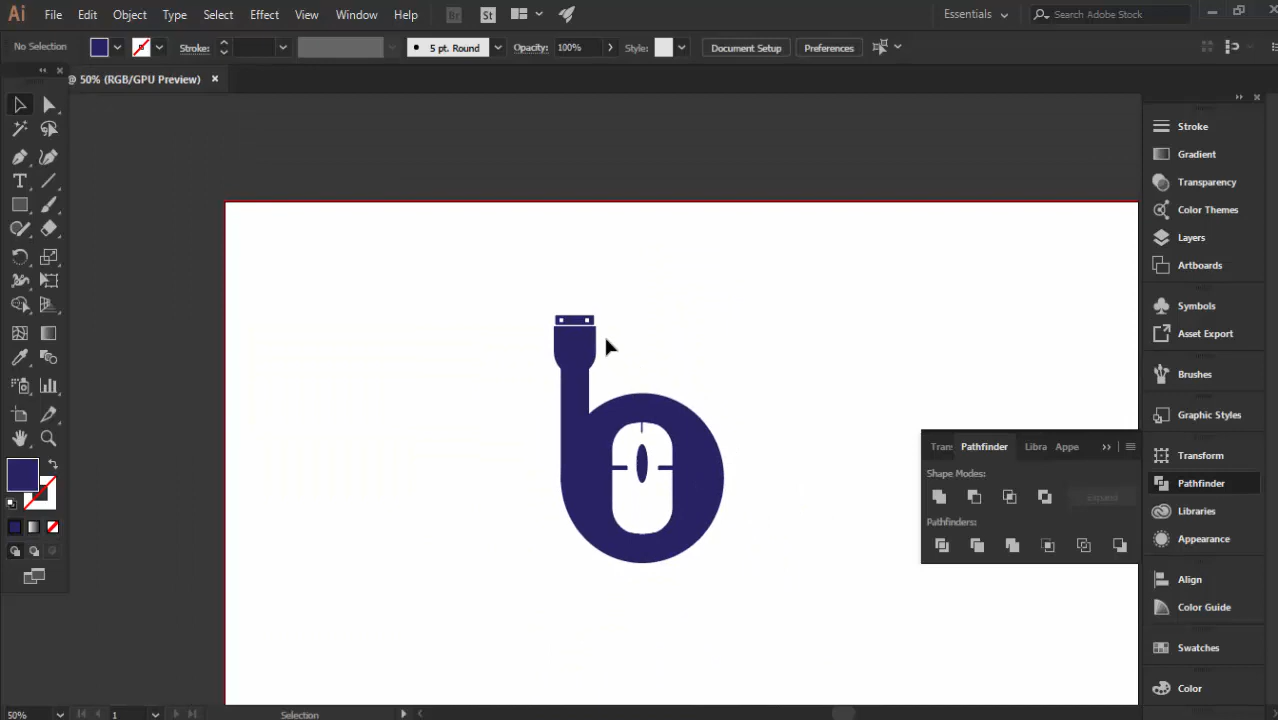 Ai File Edit Object Type Select Effect View Window Help Br St Essentials Search Adobe Stock
No Selection Stroke: 5 pt. Round Opacity: 100% Style: Document Setup Preferences
@ 50% (RGB/GPU Preview)
Stroke
Gradient
Transparency
Color Themes
Layers
Artboards
Symbols
Asset Export
Brushes
Graphic Styles
Tran Pathfinder Libra Appe
Transform
Shape Modes:
Pathfinder
Expand
Libraries
Pathfinders:
Appearance
Align
Color Guide
Swatches
Color
50% 1 Selection